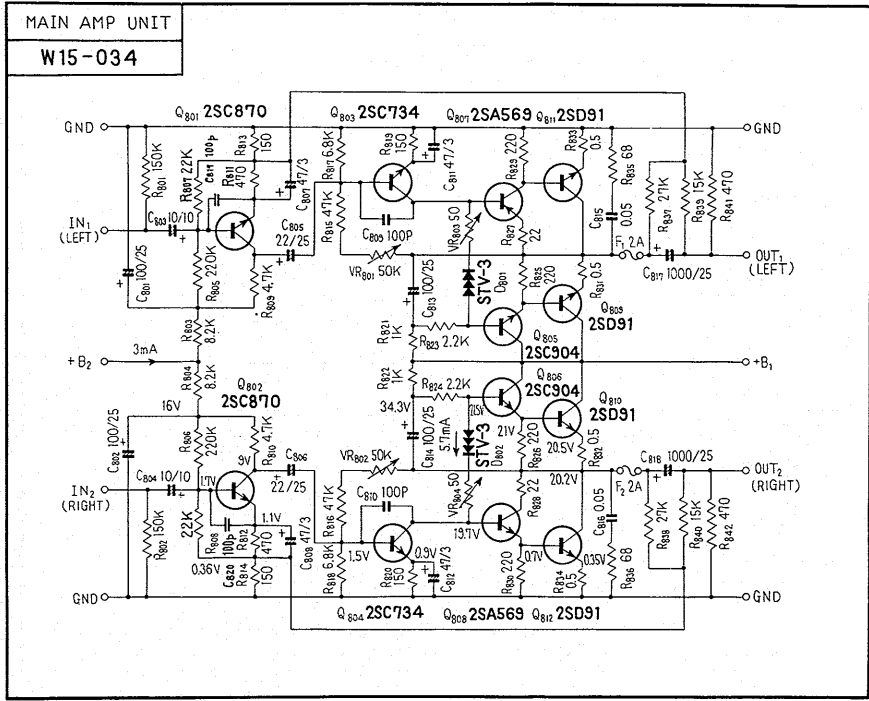 MAIN AMP UNIT
W15-034
Q801 2SC870
Q803 2SC734
Q807 2SA569
Q811 2SD91
GND
GND
R801 150K
R807 22K
C817 100p
R813 150
R811 470
C807 47/3
R817 6.8K
R819 150
C811 47/3
R829 220
R833 0.5
R835 68
R837 27K
R839 15K
R841 470
IN1 (LEFT)
C803 10/10
C805 22/25
R815 47K
C809 100P
VR803 50
R827 22
C815 0.05
F1 2A
C801 100/25
R805 220K
R809 4.7K
VR801 50K
C813 100/25
STV-3
D801
R825 220
R831 0.5
C817 1000/25
OUT1 (LEFT)
Q809 2SD91
R803 8.2K
R821 1K
R823 2.2K
Q805 2SC904
+B2
3mA
+B1
R804 8.2K
R822 1K
R824 2.2K
Q806 2SC904
Q802 2SC870
Q810 2SD91
16V
34.3V
21.5V
C802 100/25
R806 220K
R810 4.7K
9V
C806 22/25
VR802 50K
C814 100/25
5.7mA
STV-3
D802
21V
R826 220
20.5V
R832 0.5
20.2V
C818 1000/25
OUT2 (RIGHT)
F2 2A
IN2 (RIGHT)
C804 10/10
1.7V
R816 47K
C810 100P
VR804 50
R828 22
C816 0.05
R838 27K
R840 15K
R842 470
R802 150K
22K
R808
100p
C820
1.1V
R812 470
R814 150
0.36V
C808 47/3
1.5V
R818 6.8K
R820 150
0.9V
C812 47/3
19.7V
R830 220
0.7V
0.35V
R834 0.5
R836 68
GND
GND
Q804 2SC734
Q808 2SA569
Q812 2SD91